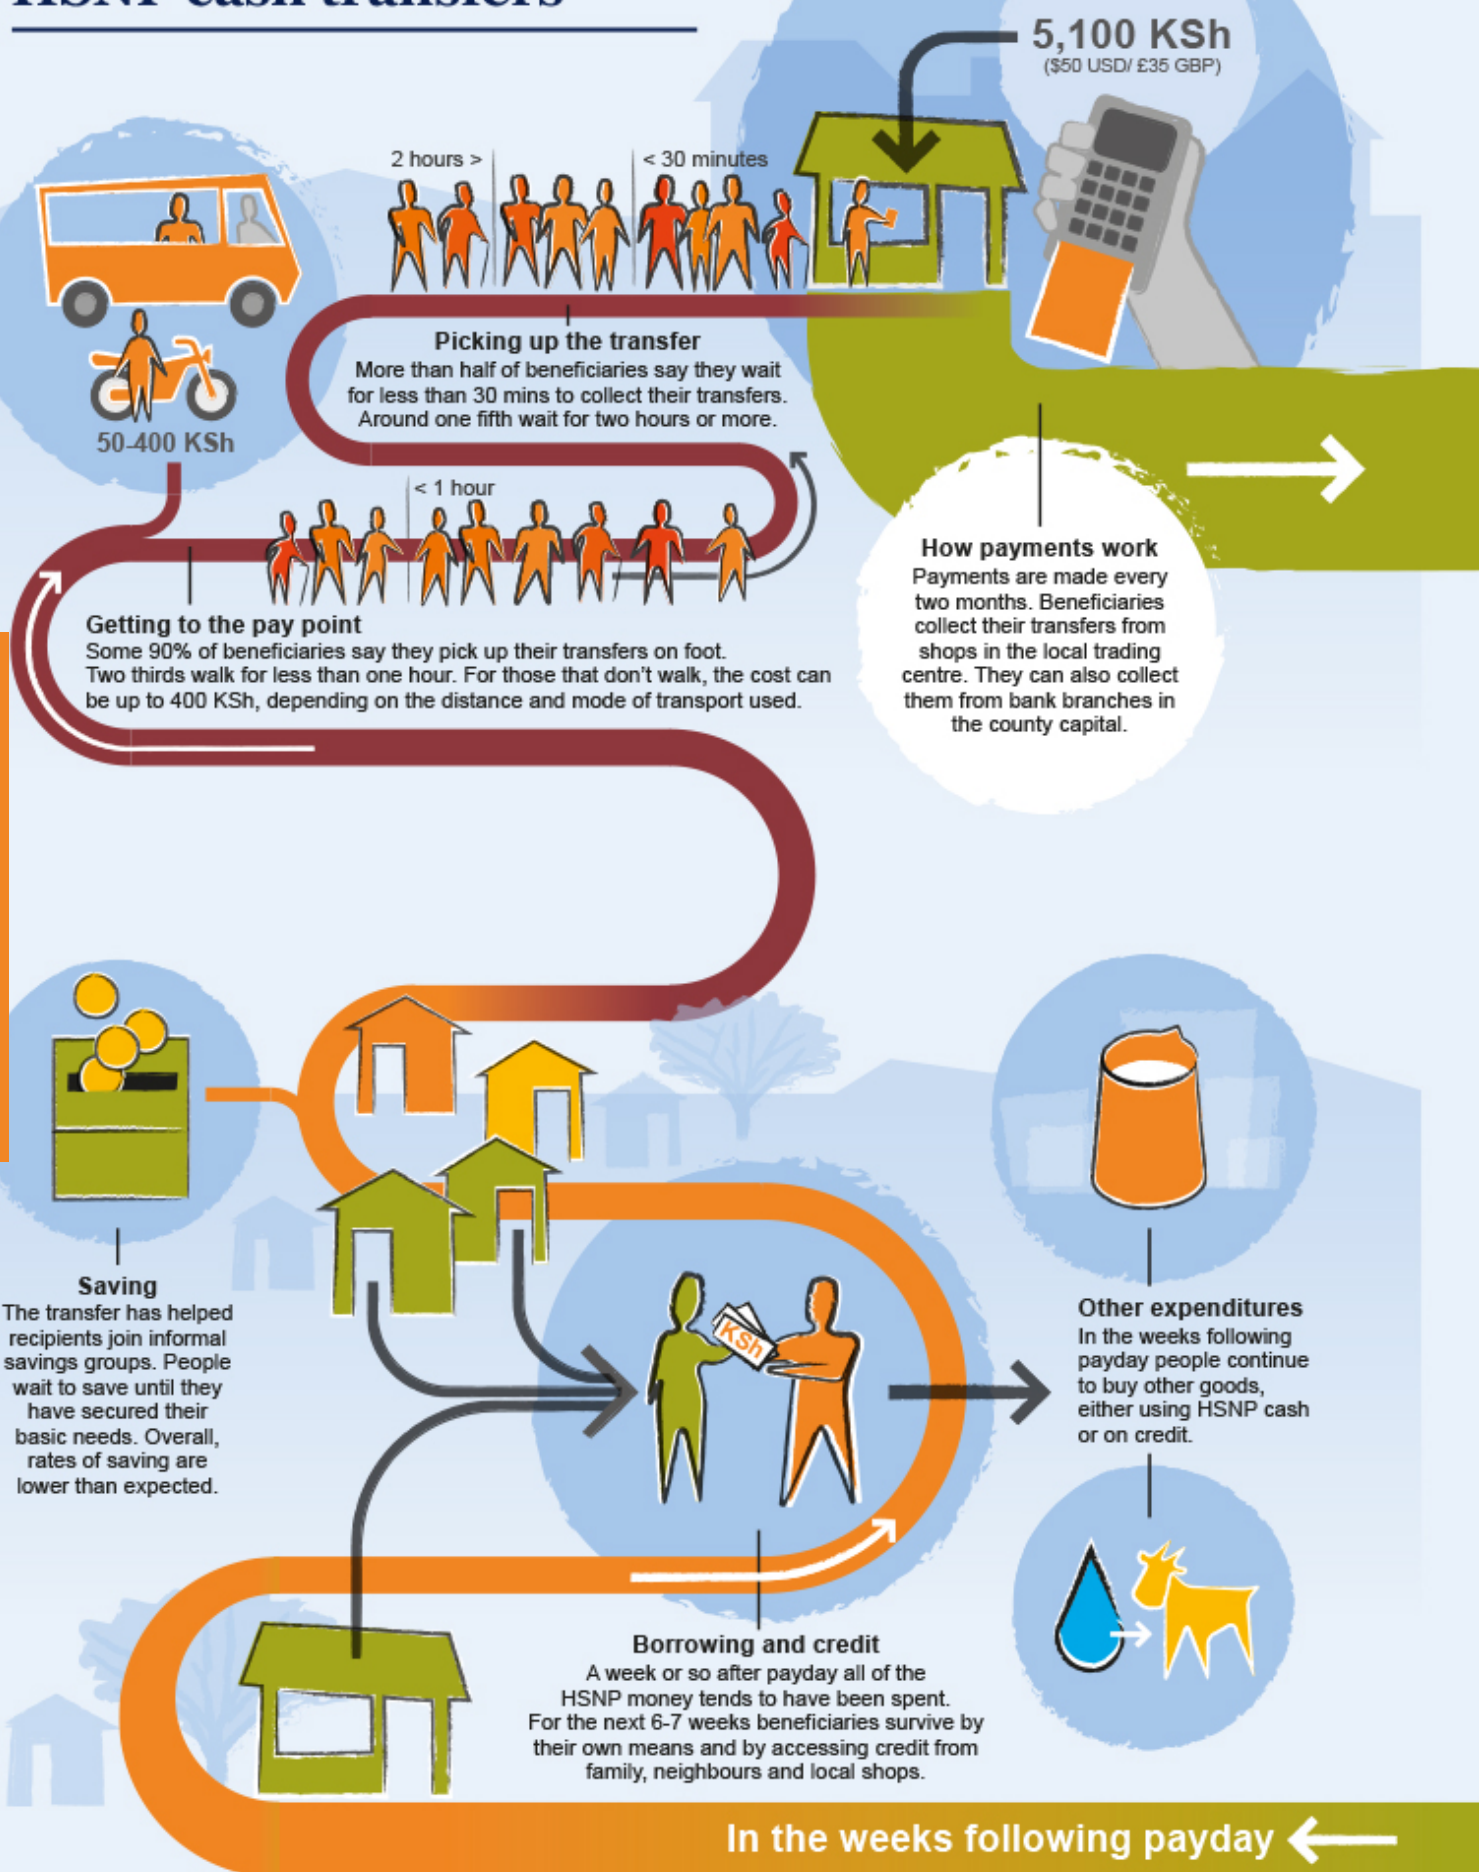 HSNP cash transfers
5,100 KSh
($50 USD/ £35 GBP)
2 hours >
< 30 minutes
Picking up the transfer
More than half of beneficiaries say they wait
for less than 30 mins to collect their transfers.
Around one fifth wait for two hours or more.
50-400 KSh
< 1 hour
Getting to the pay point
Some 90% of beneficiaries say they pick up their transfers on foot.
Two thirds walk for less than one hour. For those that don't walk, the cost can
be up to 400 KSh, depending on the distance and mode of transport used.
How payments work
Payments are made every
two months. Beneficiaries
collect their transfers from
shops in the local trading
centre. They can also collect
them from bank branches in
the county capital.
Saving
The transfer has helped
recipients join informal
savings groups. People
wait to save until they
have secured their
basic needs. Overall,
rates of saving are
lower than expected.
KSh
Other expenditures
In the weeks following
payday people continue
to buy other goods,
either using HSNP cash
or on credit.
Borrowing and credit
A week or so after payday all of the
HSNP money tends to have been spent.
For the next 6-7 weeks beneficiaries survive by
their own means and by accessing credit from
family, neighbours and local shops.
In the weeks following payday